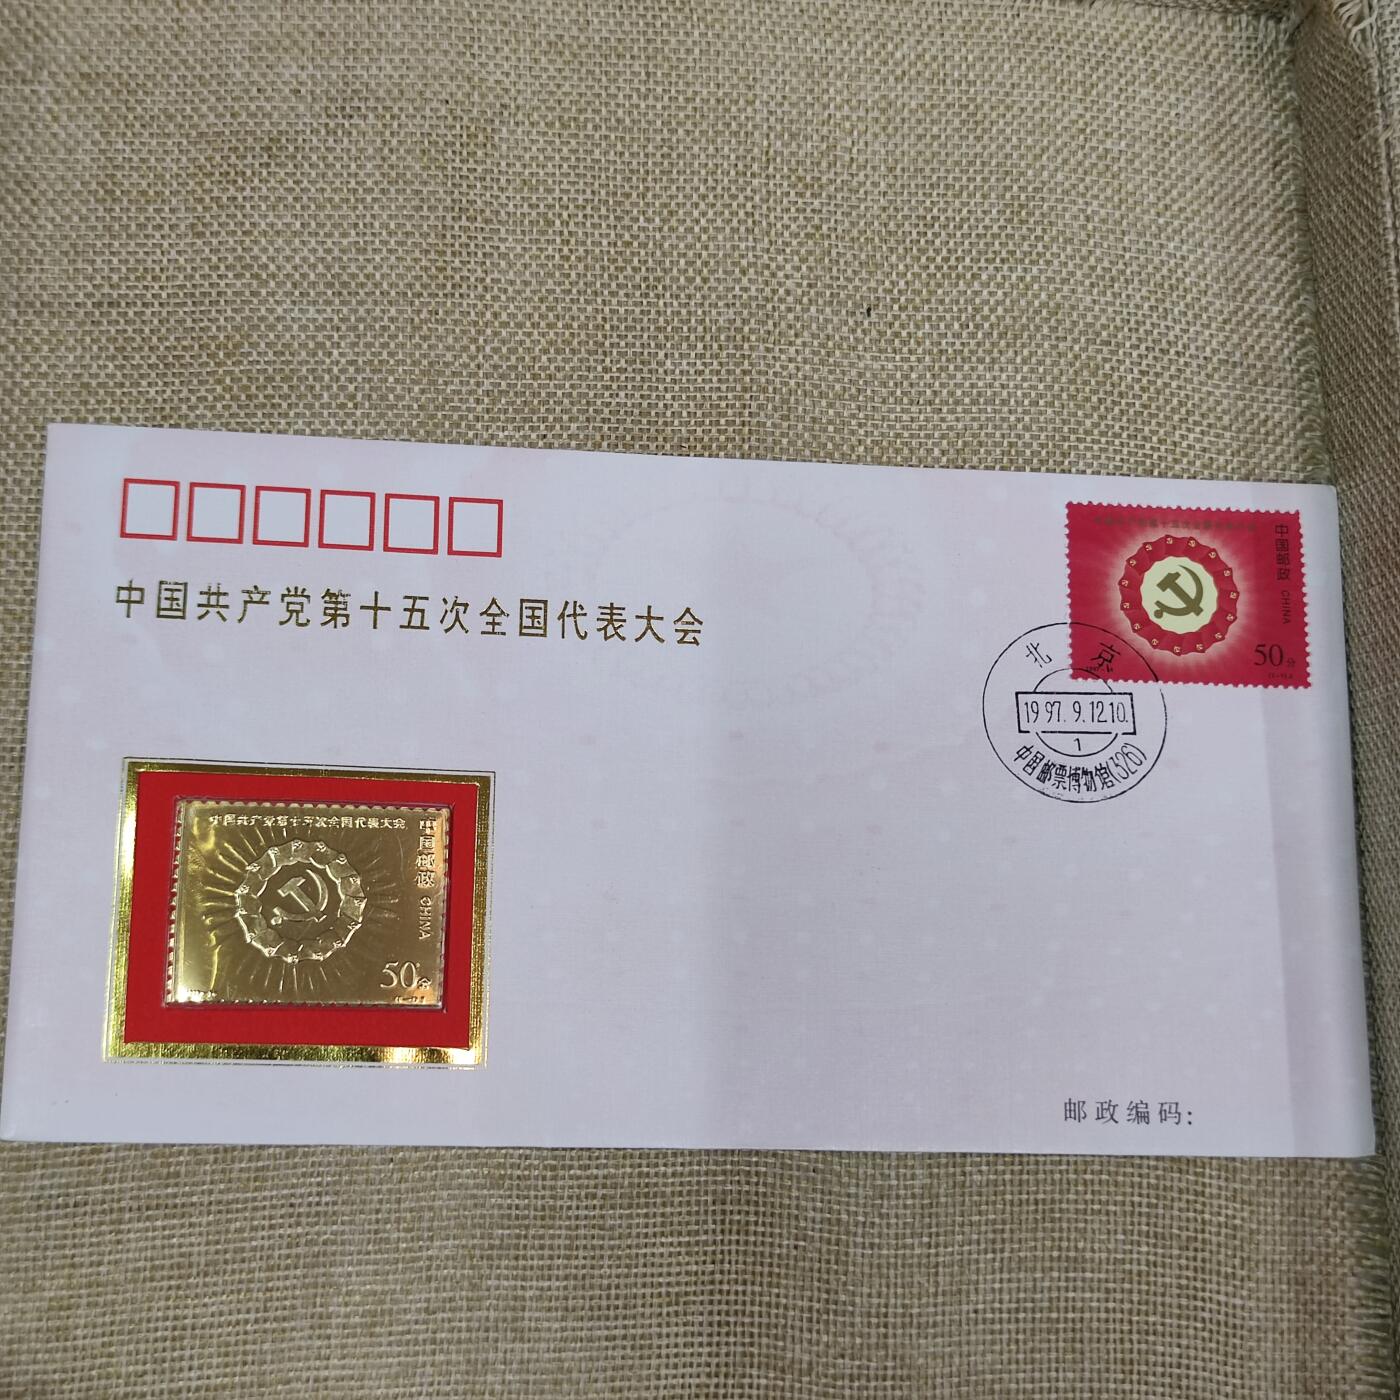 中国共产党第十五次全国代表大会
中国邮政 CHINA
50分
北京
1997.9.12.10.
1
中国邮票博物馆(526)
中国共产党第十五次全国代表大会
中国邮政 CHINA
50分
邮政编码：